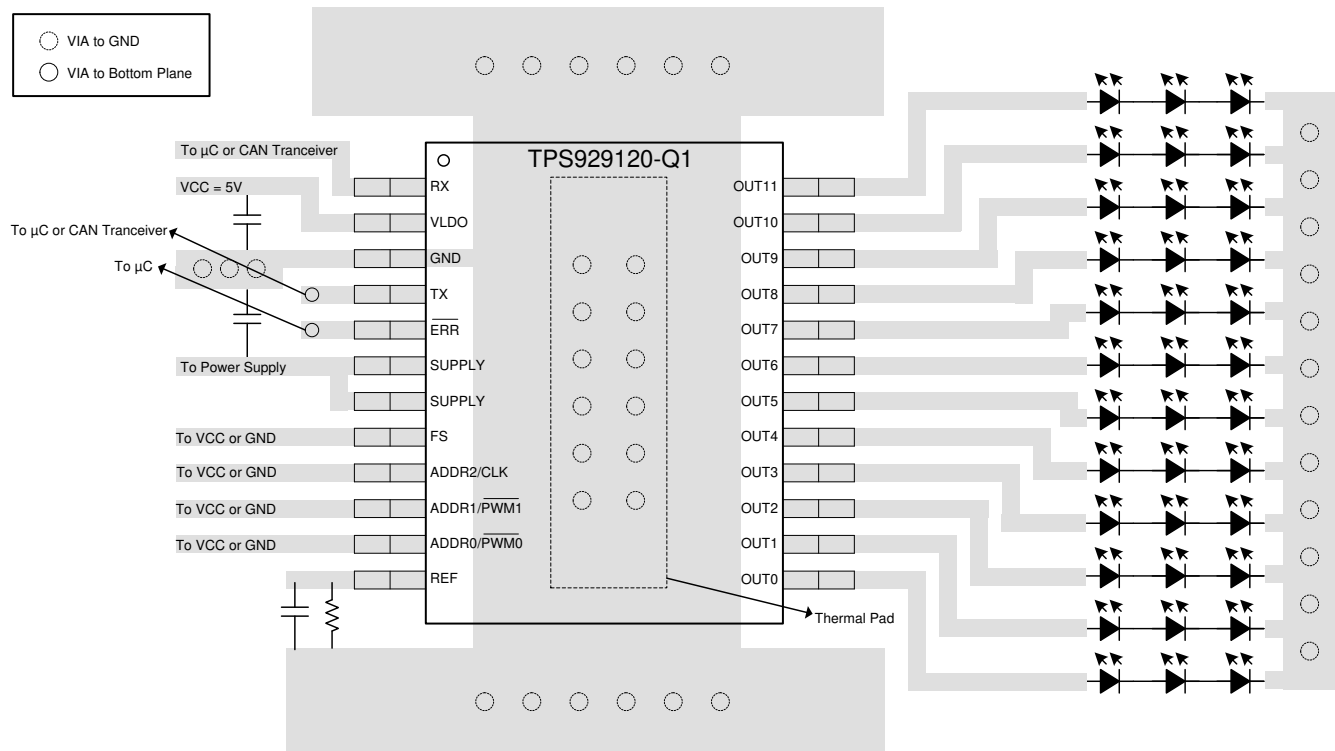 VIA to GND
VIA to Bottom Plane
TPS929120-Q1
To µC or CAN Tranceiver
VCC = 5V
To µC or CAN Tranceiver
To µC
To Power Supply
To VCC or GND
To VCC or GND
To VCC or GND
To VCC or GND
RX
VLDO
GND
TX
ERR
SUPPLY
SUPPLY
FS
ADDR2/CLK
ADDR1/PWM1
ADDR0/PWM0
REF
OUT11
OUT10
OUT9
OUT8
OUT7
OUT6
OUT5
OUT4
OUT3
OUT2
OUT1
OUT0
Thermal Pad